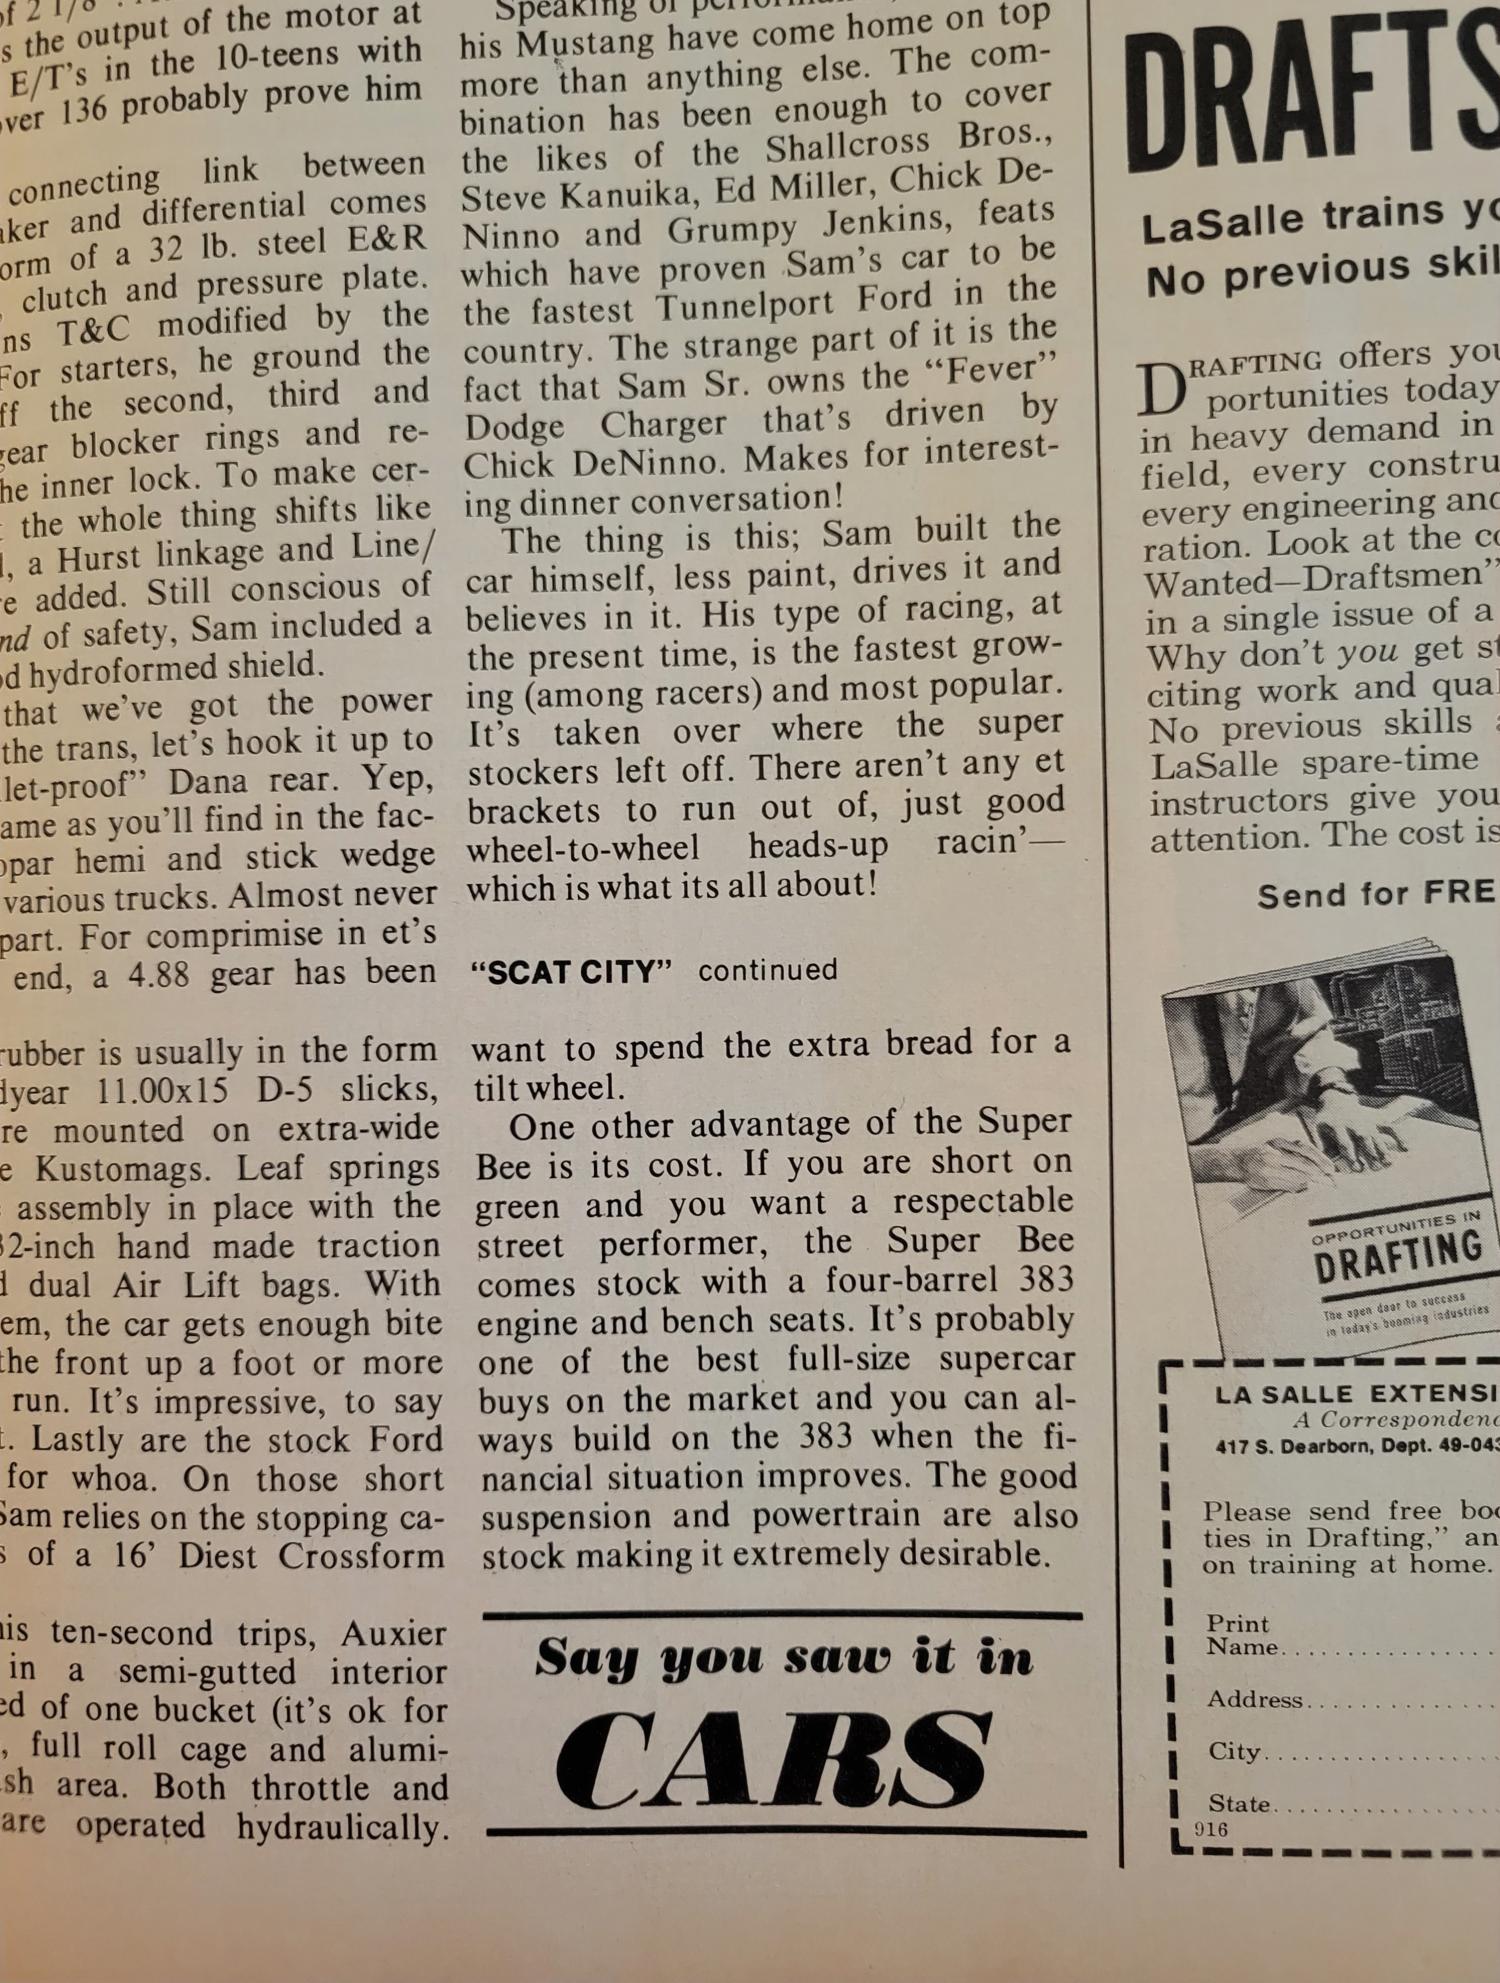 s the output of the motor at
E/T's in the 10-teens with
ver 136 probably prove him
connecting link between
ker and differential comes
orm of a 32 lb. steel E&R
clutch and pressure plate.
ns T&C modified by the
For starters, he ground the
ff the second, third and
gear blocker rings and re-
he inner lock. To make cer-
the whole thing shifts like
, a Hurst linkage and Line/
e added. Still conscious of
nd of safety, Sam included a
d hydroformed shield.
that we've got the power
the trans, let's hook it up to
let-proof" Dana rear. Yep,
ame as you'll find in the fac-
opar hemi and stick wedge
various trucks. Almost never
part. For comprimise in et's
end, a 4.88 gear has been
rubber is usually in the form
dyear 11.00x15 D-5 slicks,
re mounted on extra-wide
e Kustomags. Leaf springs
assembly in place with the
32-inch hand made traction
d dual Air Lift bags. With
em, the car gets enough bite
the front up a foot or more
run. It's impressive, to say
t. Lastly are the stock Ford
for whoa. On those short
Sam relies on the stopping ca-
s of a 16' Diest Crossform
his ten-second trips, Auxier
in a semi-gutted interior
ed of one bucket (it's ok for
, full roll cage and alumi-
sh area. Both throttle and
are operated hydraulically.
Speaking of
his Mustang have come home on top
more than anything else. The com-
bination has been enough to cover
the likes of the Shallcross Bros.,
Steve Kanuika, Ed Miller, Chick De-
Ninno and Grumpy Jenkins, feats
which have proven Sam's car to be
the fastest Tunnelport Ford in the
country. The strange part of it is the
fact that Sam Sr. owns the "Fever"
Dodge Charger that's driven by
Chick DeNinno. Makes for interest-
ing dinner conversation!
The thing is this; Sam built the
car himself, less paint, drives it and
believes in it. His type of racing, at
the present time, is the fastest grow-
ing (among racers) and most popular.
It's taken over where the super
stockers left off. There aren't any et
brackets to run out of, just good
wheel-to-wheel heads-up racin'—
which is what its all about!
"SCAT CITY" continued
want to spend the extra bread for a
tilt wheel.
One other advantage of the Super
Bee is its cost. If you are short on
green and you want a respectable
street performer, the Super Bee
comes stock with a four-barrel 383
engine and bench seats. It's probably
one of the best full-size supercar
buys on the market and you can al-
ways build on the 383 when the fi-
nancial situation improves. The good
suspension and powertrain are also
stock making it extremely desirable.
Say you saw it in
CARS
DRAFTS
LaSalle trains yo
No previous skil
DRAFTING offers you
portunities today
in heavy demand in
field, every constru
every engineering and
ration. Look at the co
Wanted—Draftsmen"
in a single issue of a
Why don't you get st
citing work and qual
No previous skills a
LaSalle spare-time
instructors give you
attention. The cost is
Send for FRE
OPPORTUNITIES IN
DRAFTING
The open door to success
in today's booming industries
LA SALLE EXTENSI
A Correspondenc
417 S. Dearborn, Dept. 49-043
Please send free boo
ties in Drafting," an
on training at home.
Print
Name
Address
City
State
916